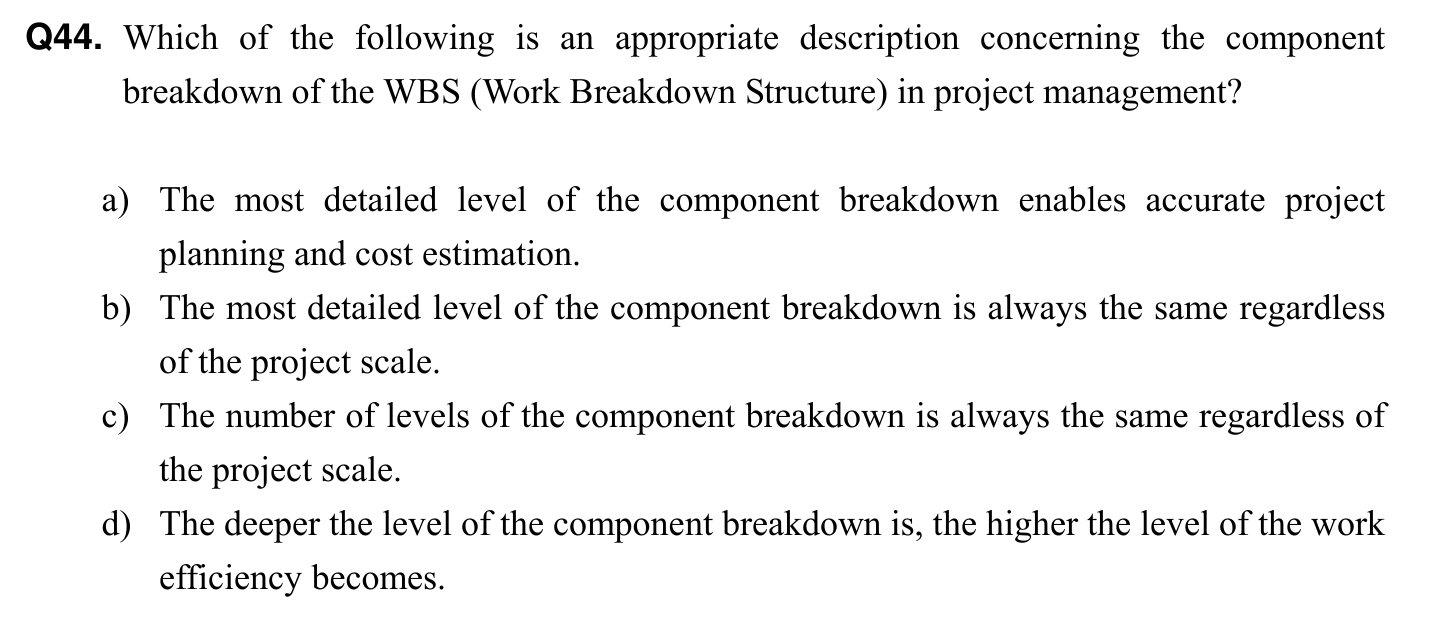 Q44. Which of the following is an appropriate description concerning the component
breakdown of the WBS (Work Breakdown Structure) in project management?
a) The most detailed level of the component breakdown enables accurate project
planning and cost estimation.
b) The most detailed level of the component breakdown is always the same regardless
of the project scale.
c) The number of levels of the component breakdown is always the same regardless of
the project scale.
d) The deeper the level of the component breakdown is, the higher the level of the work
efficiency becomes.